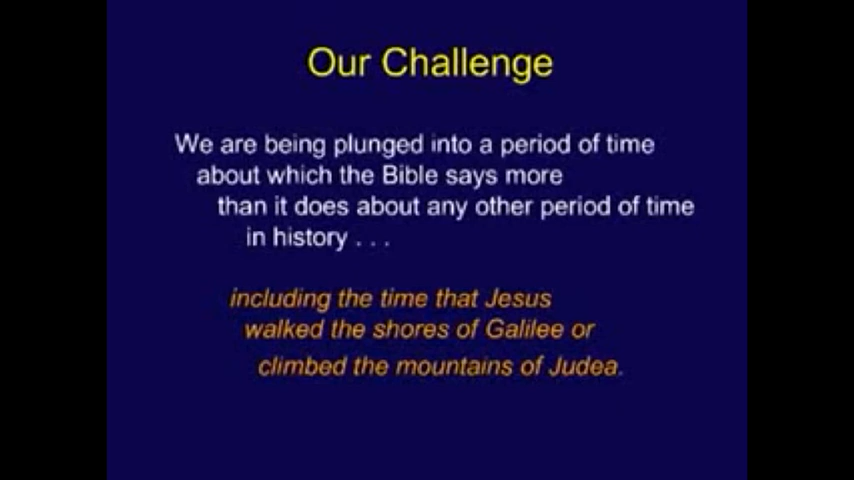 Our Challenge
We are being plunged into a period of time
about which the Bible says more
than it does about any other period of time
in history . . .
including the time that Jesus
walked the shores of Galilee or
climbed the mountains of Judea.